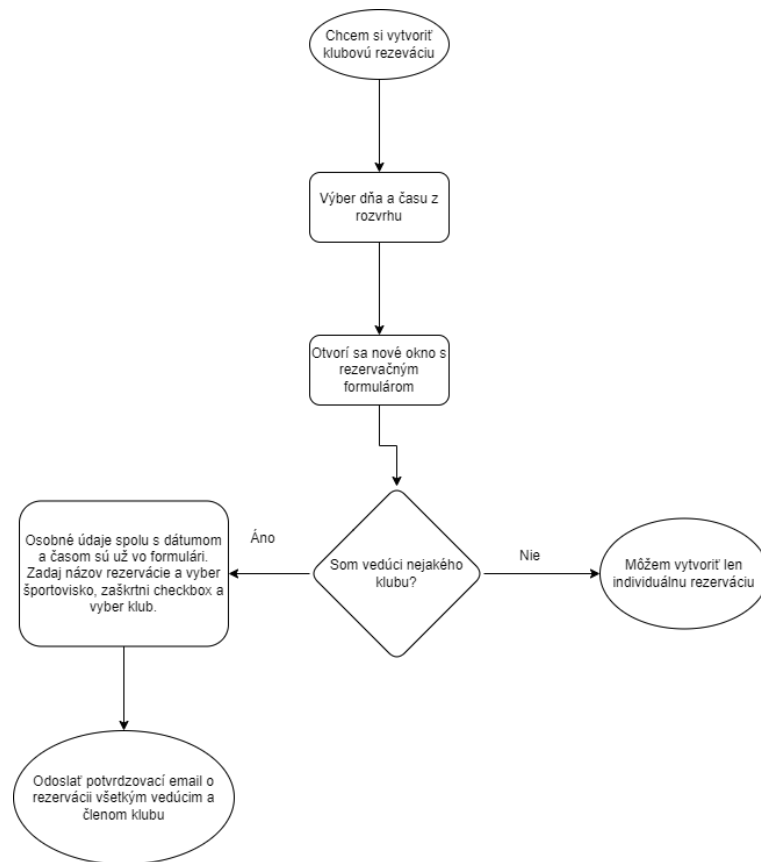 Chcem si vytvoriť
klubovú rezeváciu
Výber dňa a času z
rozvrhu
Otvorí sa nové okno s
rezervačným
formulárom
Osobné údaje spolu s dátumom
a časom sú už vo formulári.
Zadaj názov rezervácie a vyber
športovisko, zaškrtni checkbox a
vyber klub.
Áno
Som vedúci nejakého
klubu?
Nie
Môžem vytvoriť len
individuálnu rezerváciu
Odoslať potvrdzovací email o
rezervácii všetkým vedúcim a
členom klubu